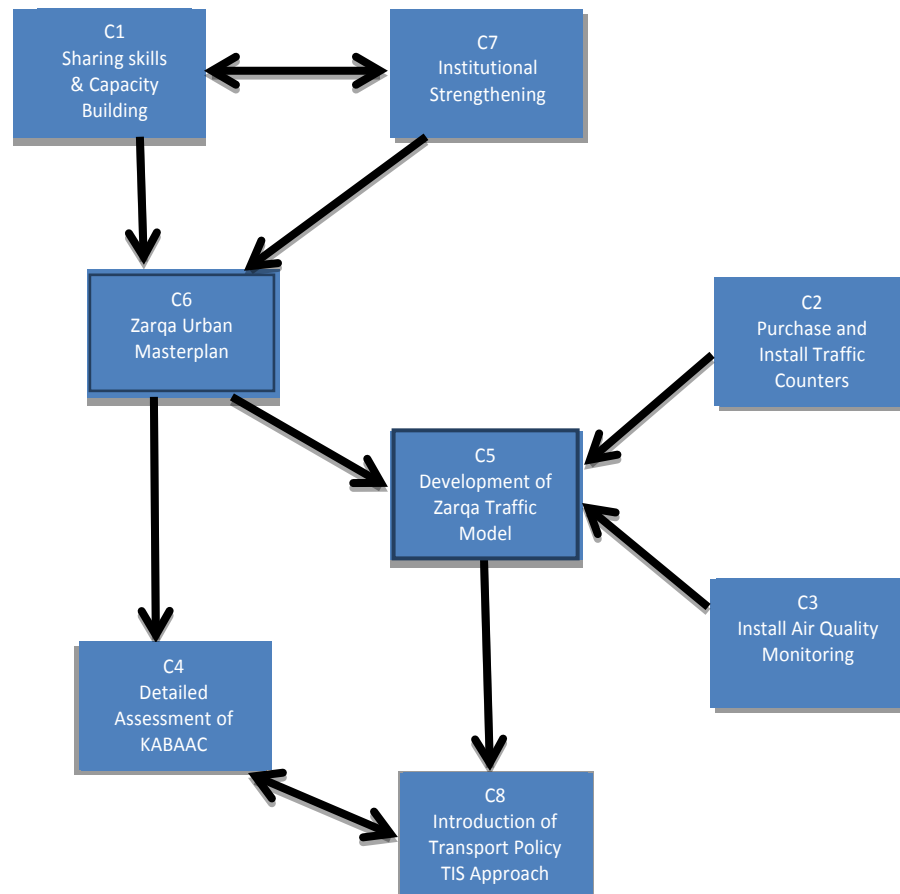 C1
Sharing skills
& Capacity
Building
C7
Institutional
Strengthening
C6
Zarqa Urban
Masterplan
C2
Purchase and
Install Traffic
Counters
C5
Development of
Zarqa Traffic
Model
C3
Install Air Quality
Monitoring
C4
Detailed
Assessment of
KABAAC
C8
Introduction of
Transport Policy
TIS Approach